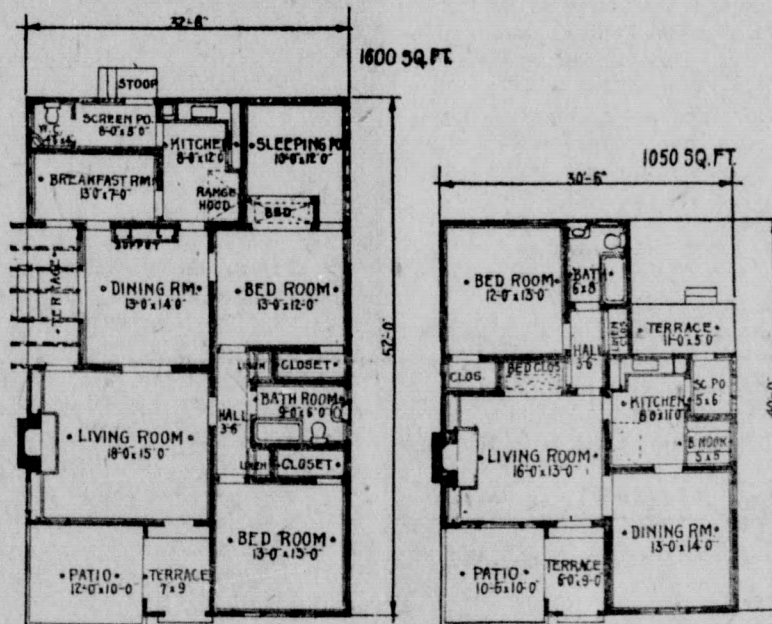 32'-6"
1600 SQ.FT.
STOOP
SCREEN PO.
8-0"x5'0"
W.C.
KITCHEN
8-0"x12'0"
SLEEPING PO.
10-0"x12'0"
BREAKFAST RM.
13'0"x7-0"
RANGE
HOOD
BED
BUFFET
TERRACE
DINING RM.
13-0"x14'0"
BED ROOM
13-0"x12-0"
52'-0"
LINEN
CLOSET
BATH ROOM
9-0"x6'0"
HALL
3-6
LIVING ROOM
18-0"x15'0"
LINEN
CLOSET
BED ROOM
13-0"x13-0"
PATIO
12-0"x10-0"
TERRACE
7x9
1050 SQ.FT.
30'-6"
BED ROOM
12-0"x13-0"
BATH
6x8
LINEN
CLOS
TERRACE
11-0"x5'0"
HALL
3-6
CLOS.
BED CLOS
KITCHEN
8-0x11'0"
SC PO
5x6
B.NOOK
5x5
LIVING ROOM
16-0"x13-0"
DINING RM.
13-0"x14'0"
PATIO
10-6x10-0"
TERRACE
6-0"x9-0"